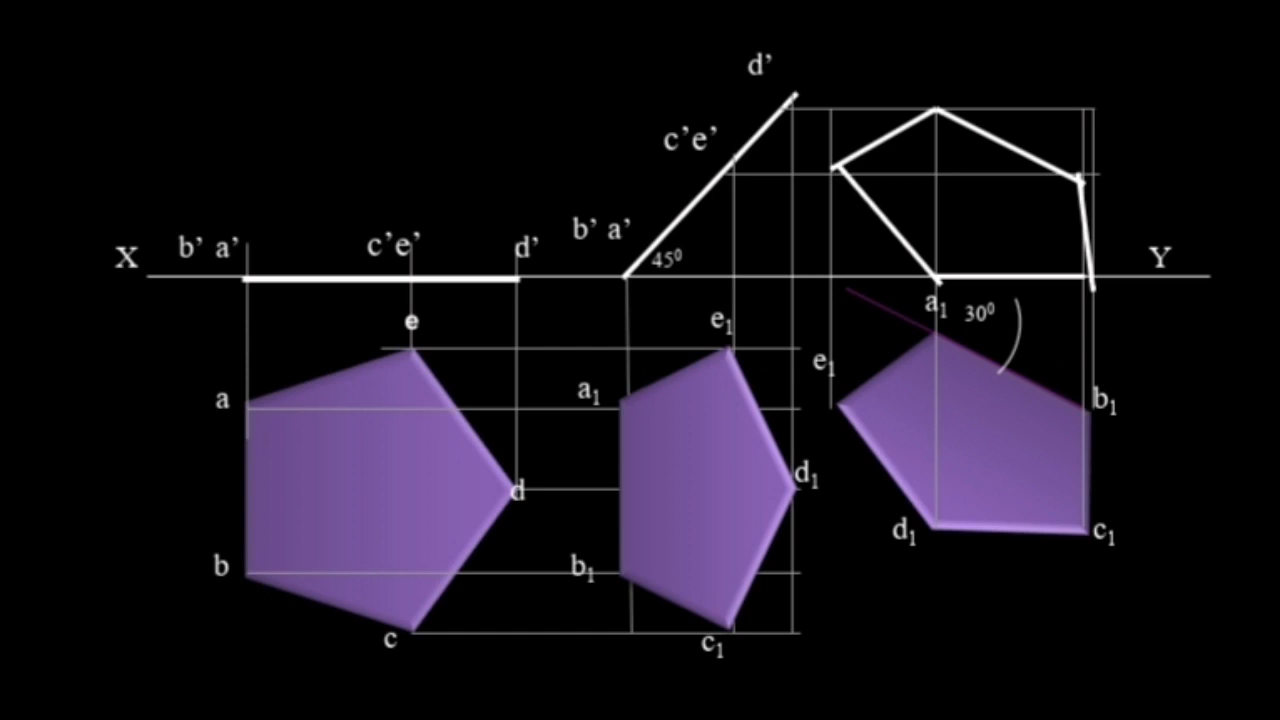 d’
c’e’
b’ a’
45⁰
X
b’ a’
c’e’
d’
Y
e
a
b
c
d
e₁
a₁
b₁
c₁
d₁
a₁
30⁰
e₁
b₁
d₁
c₁